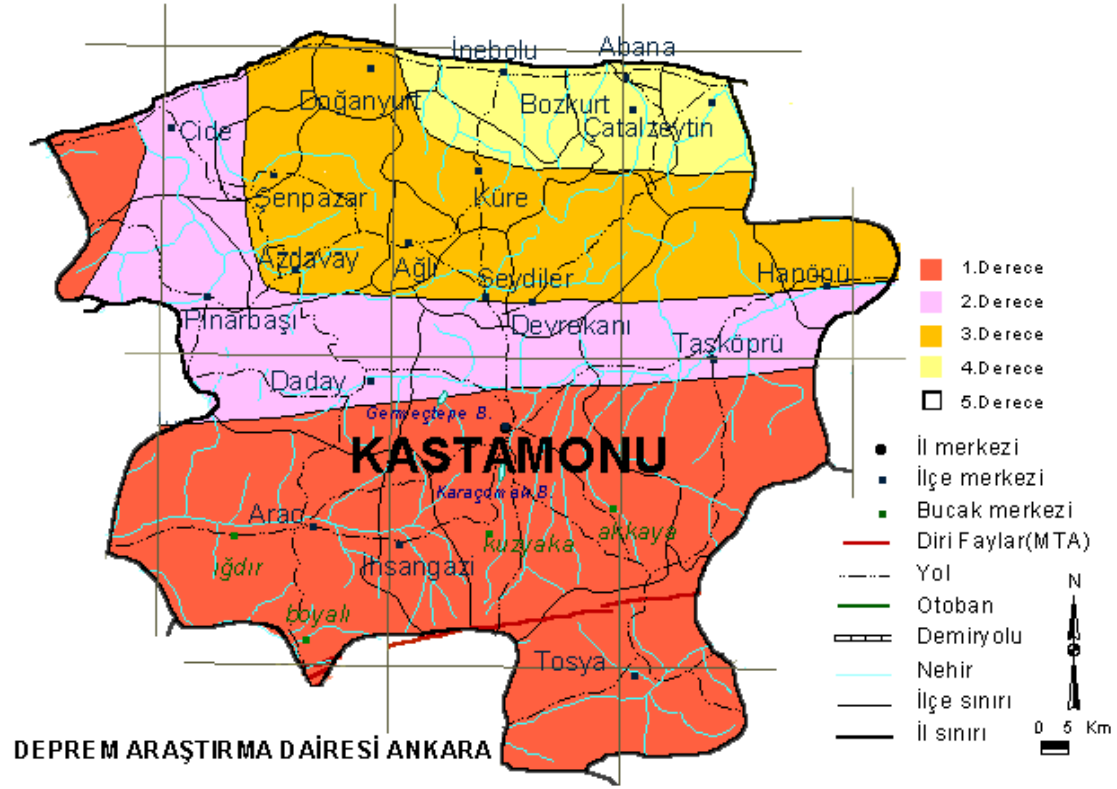 İnebolu
Abana
Doğanyurt
Bozkurt
Çatalzeytin
Cide
Şenpazar
Küre
Azdavay
Ağlı
Seydiler
Hanönü
Pınarbaşı
Devrekanı
Taşköprü
Daday
Germeçtepe B.
KASTAMONU
Karaçomak B.
Araç
akkaya
kuzyaka
iğdır
İhsangazi
boyalı
Tosya
DEPREM ARAŞTIRMA DAİRESİ ANKARA
1.Derece
2.Derece
3.Derece
4.Derece
5.Derece
İl merkezi
İlçe merkezi
Bucak merkezi
Diri Faylar(MTA)
Yol
Otoban
Demiryolu
Nehir
İlçe sınırı
İl sınırı
N
0 5 Km